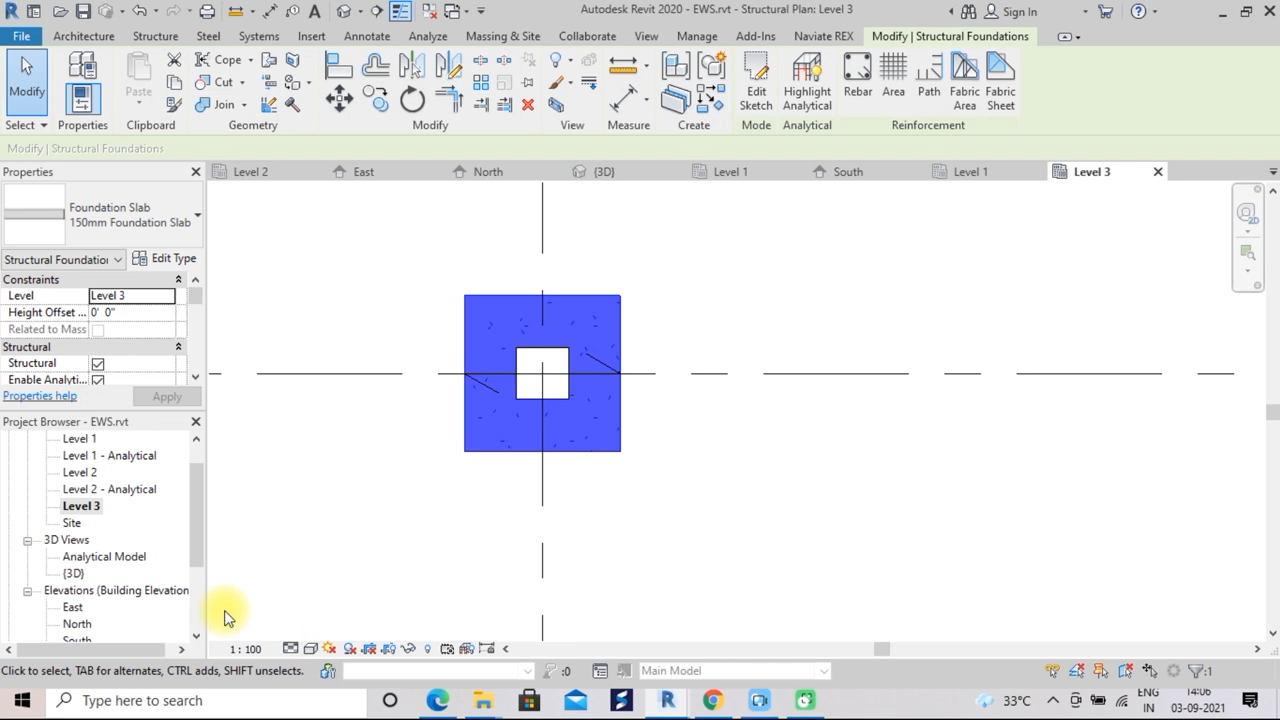 Autodesk Revit 2020 - EWS.rvt - Structural Plan: Level 3
Sign In
File Architecture Structure Steel Systems Insert Annotate Analyze Massing & Site Collaborate View Manage Add-Ins Naviate REX Modify | Structural Foundations
Cope
Cut
Join
Modify
Properties
Paste
Edit Sketch
Highlight Analytical
Rebar
Area
Path
Fabric Area
Fabric Sheet
Select
Properties
Clipboard
Geometry
Modify
View
Measure
Create
Mode
Analytical
Reinforcement
Modify | Structural Foundations
Properties
Level 2
East
North
{3D}
Level 1
South
Level 1
Level 3
Foundation Slab
150mm Foundation Slab
Structural Foundation
Edit Type
Constraints
Level Level 3
Height Offset ... 0' 0"
Related to Mass
Structural
Structural
Enable Analyti...
Properties help
Apply
Project Browser - EWS.rvt
Level 1
Level 1 - Analytical
Level 2
Level 2 - Analytical
Level 3
Site
3D Views
Analytical Model
{3D}
Elevations (Building Elevation
East
North
South
1 : 100
2D
Click to select, TAB for alternates, CTRL adds, SHIFT unselects.
:0
Main Model
:1
Type here to search
33°C
ENG
IN
14:06
03-09-2021